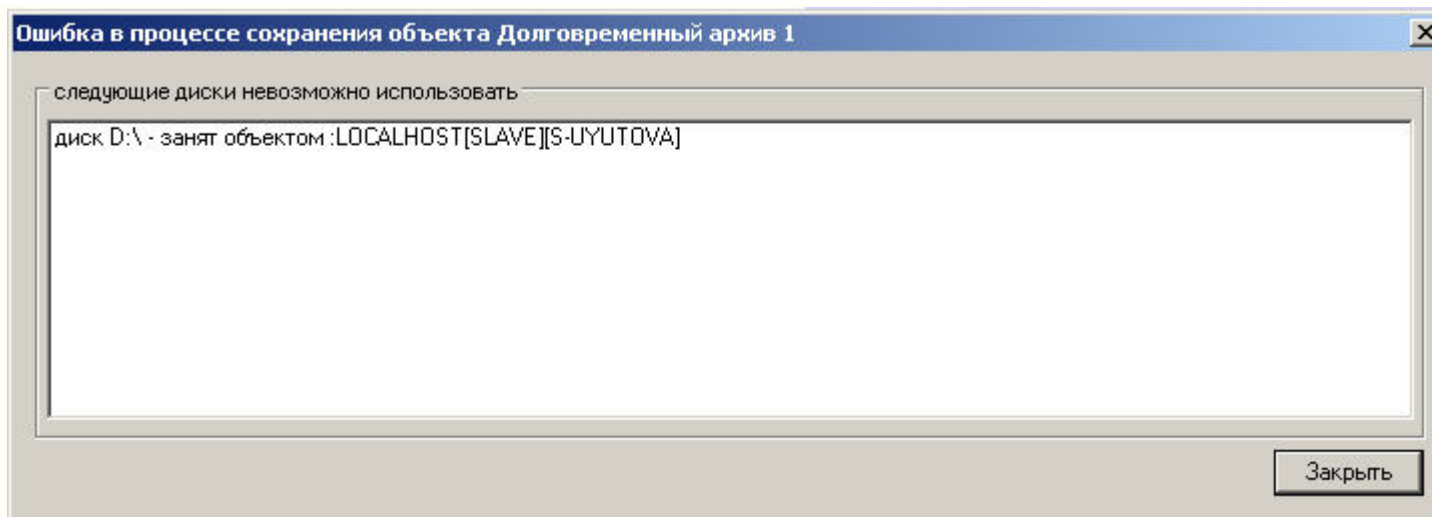 Ошибка в процессе сохранения объекта Долговременный архив 1
следующие диски невозможно использовать
диск D:\ - занят объектом :LOCALHOST[SLAVE][S-UYUTOVA]
Закрыть